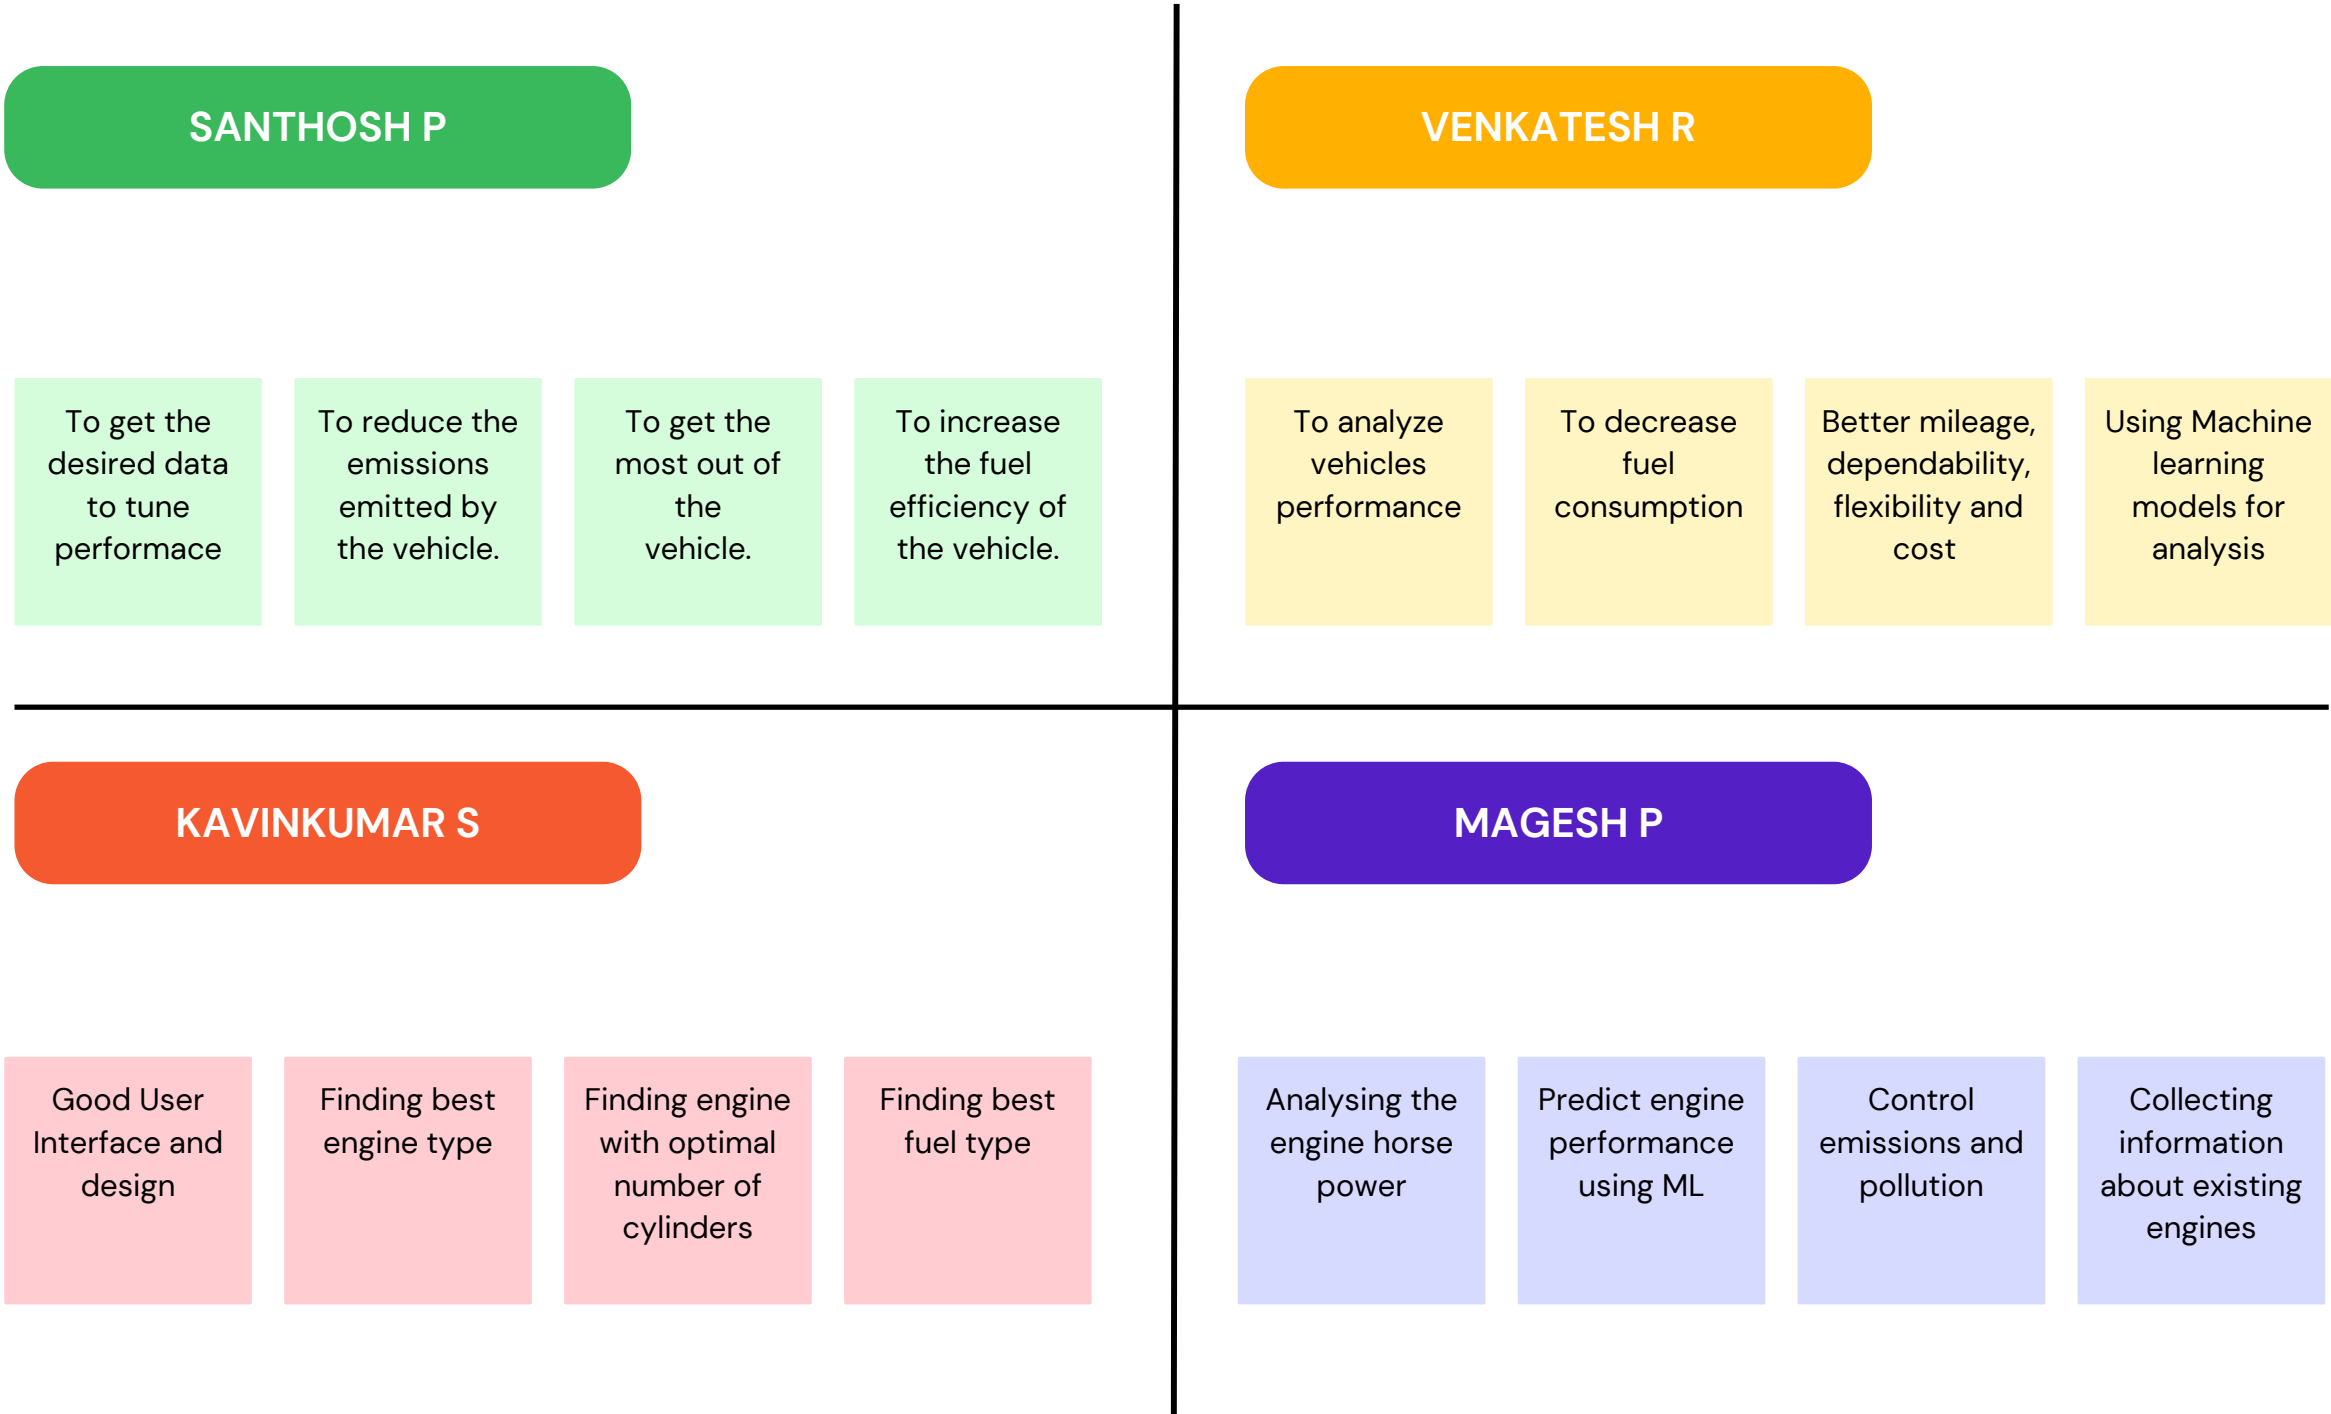 SANTHOSH P
To get the
desired data
to tune
performace
To reduce the
emissions
emitted by
the vehicle.
To get the
most out of
the
vehicle.
To increase
the fuel
efficiency of
the vehicle.
VENKATESH R
To analyze
vehicles
performance
To decrease
fuel
consumption
Better mileage,
dependability,
flexibility and
cost
Using Machine
learning
models for
analysis
KAVINKUMAR S
Good User
Interface and
design
Finding best
engine type
Finding engine
with optimal
number of
cylinders
Finding best
fuel type
MAGESH P
Analysing the
engine horse
power
Predict engine
performance
using ML
Control
emissions and
pollution
Collecting
information
about existing
engines